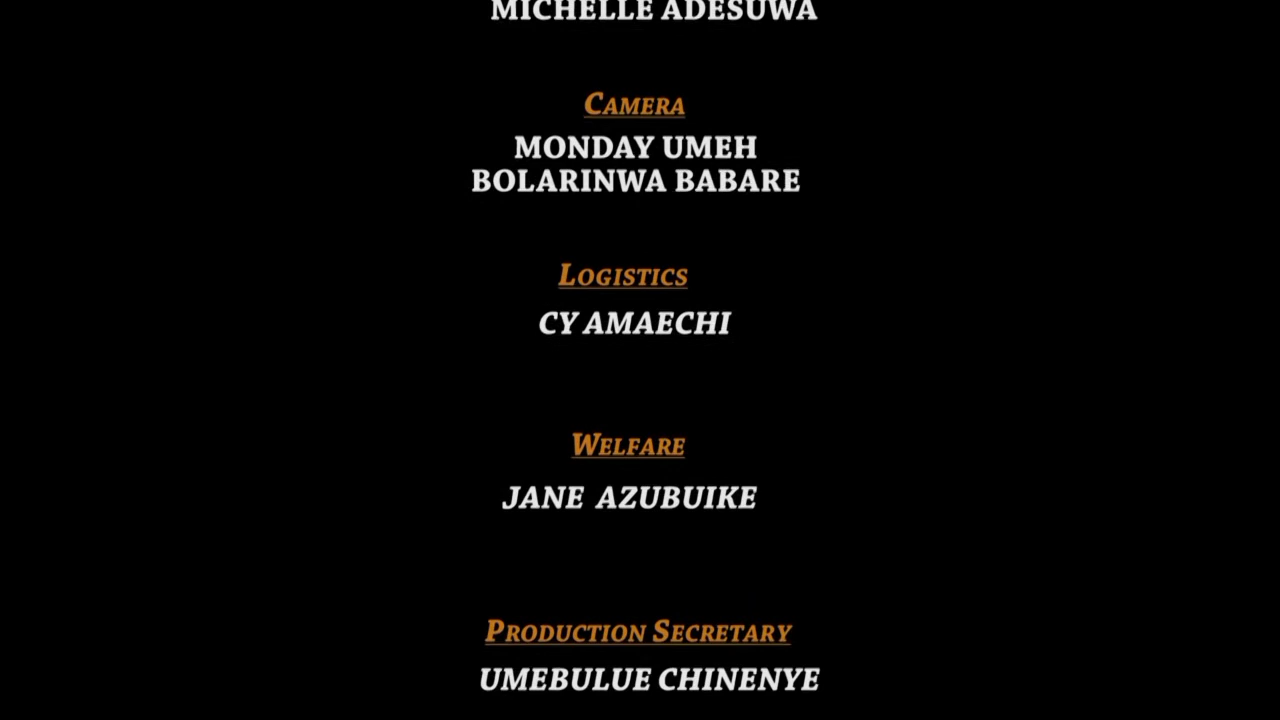 MICHELLE ADESUWA
CAMERA
MONDAY UMEH
BOLARINWA BABARE
LOGISTICS
CY AMAECHI
WELFARE
JANE AZUBUIKE
PRODUCTION SECRETARY
UMEBULUE CHINENYE